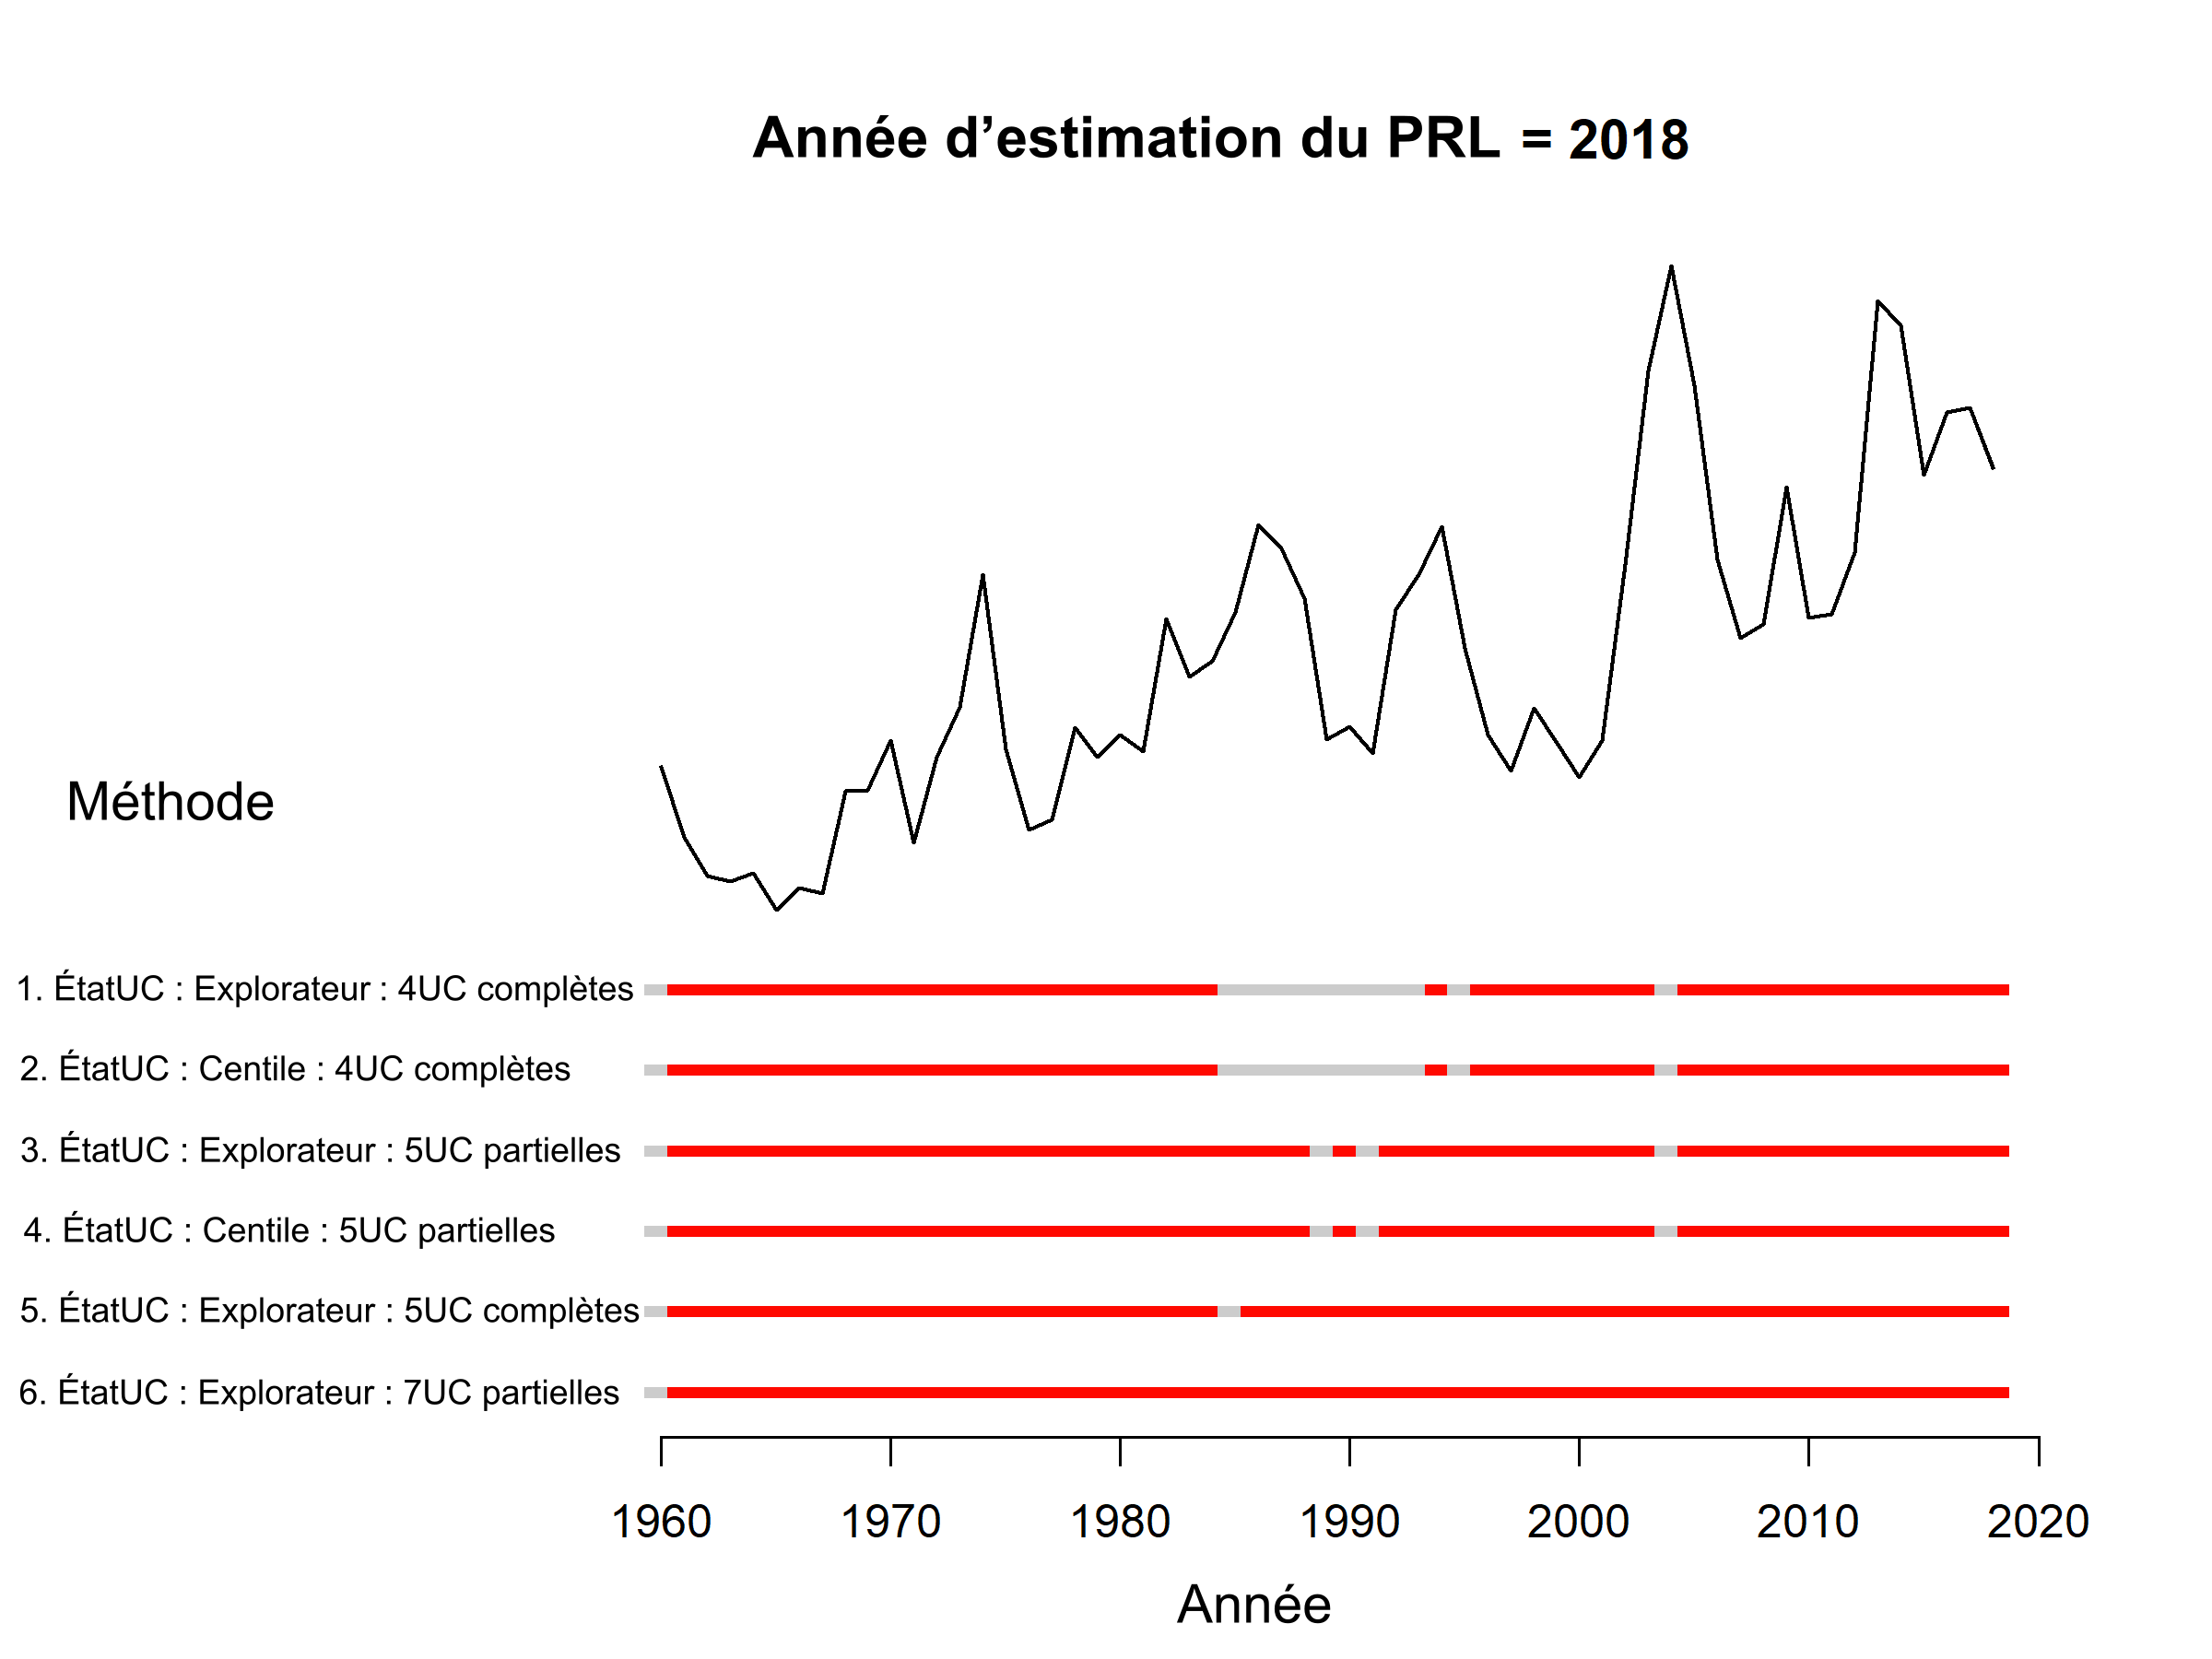 Année d’estimation du PRL = 2018
Méthode
1. ÉtatUC : Explorateur : 4UC complètes
2. ÉtatUC : Centile : 4UC complètes
3. ÉtatUC : Explorateur : 5UC partielles
4. ÉtatUC : Centile : 5UC partielles
5. ÉtatUC : Explorateur : 5UC complètes
6. ÉtatUC : Explorateur : 7UC partielles
1960 1970 1980 1990 2000 2010 2020
Année